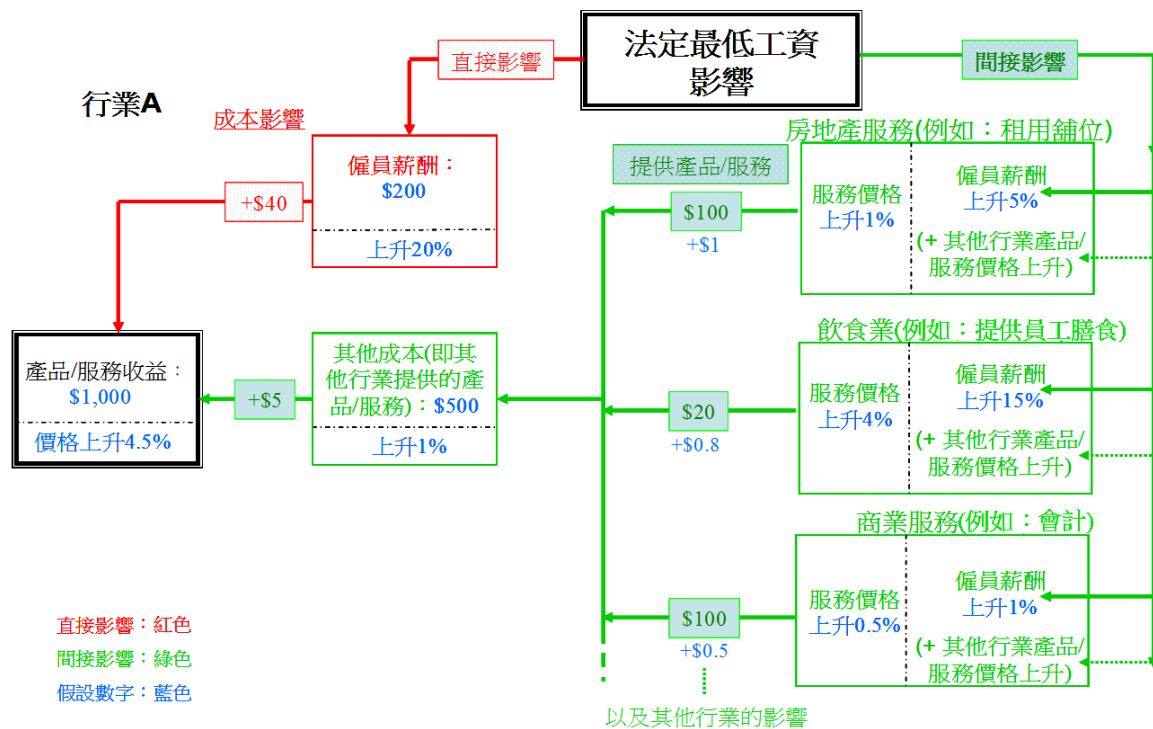 法定最低工資
影響
直接影響
間接影響
行業A
成本影響
僱員薪酬：
$200
上升20%
+$40
產品/服務收益：
$1,000
價格上升4.5%
+$5
其他成本(即其
他行業提供的產
品/服務)：$500
上升1%
提供產品/服務
房地產服務(例如：租用舖位)
$100
+$1
服務價格
上升1%
僱員薪酬
上升5%
(+ 其他行業產品/
服務價格上升)
飲食業(例如：提供員工膳食)
$20
+$0.8
服務價格
上升4%
僱員薪酬
上升15%
(+ 其他行業產品/
服務價格上升)
商業服務(例如：會計)
$100
+$0.5
服務價格
上升0.5%
僱員薪酬
上升1%
(+ 其他行業產品/
服務價格上升)
以及其他行業的影響
直接影響：紅色
間接影響：綠色
假設數字：藍色